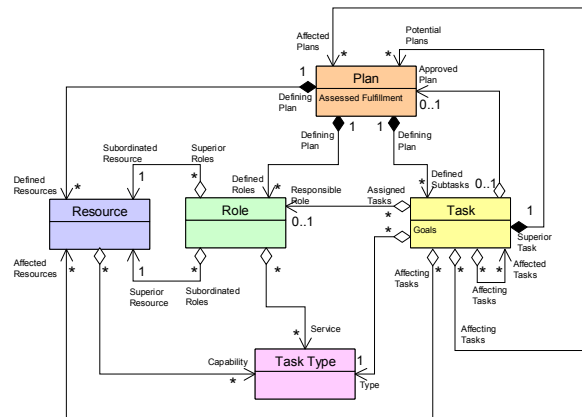 Affected
Plans
*
Potential
Plans
*
1
Defining
Plan
Plan
Assessed Fulfillment
Approved
Plan
0..1
Defining
Plan
1
1
Defining
Plan
Subordinated
Resource
1
Superior
Roles
*
Defined
Resources
*
Defined
Roles
*
Responsible
Role
0..1
Assigned
Tasks
*
*
Defined
Subtasks
0..1
Resource
Role
Task
Goals
1
Superior
Task
Affected
Resources
*
*
1
Superior
Resource
*
Subordinated
Roles
*
*
Affecting
Tasks
*
*
*
Affecting
Tasks
*
Affected
Tasks
Affecting
Tasks
*
Service
Capability
*
Task Type
1
Type